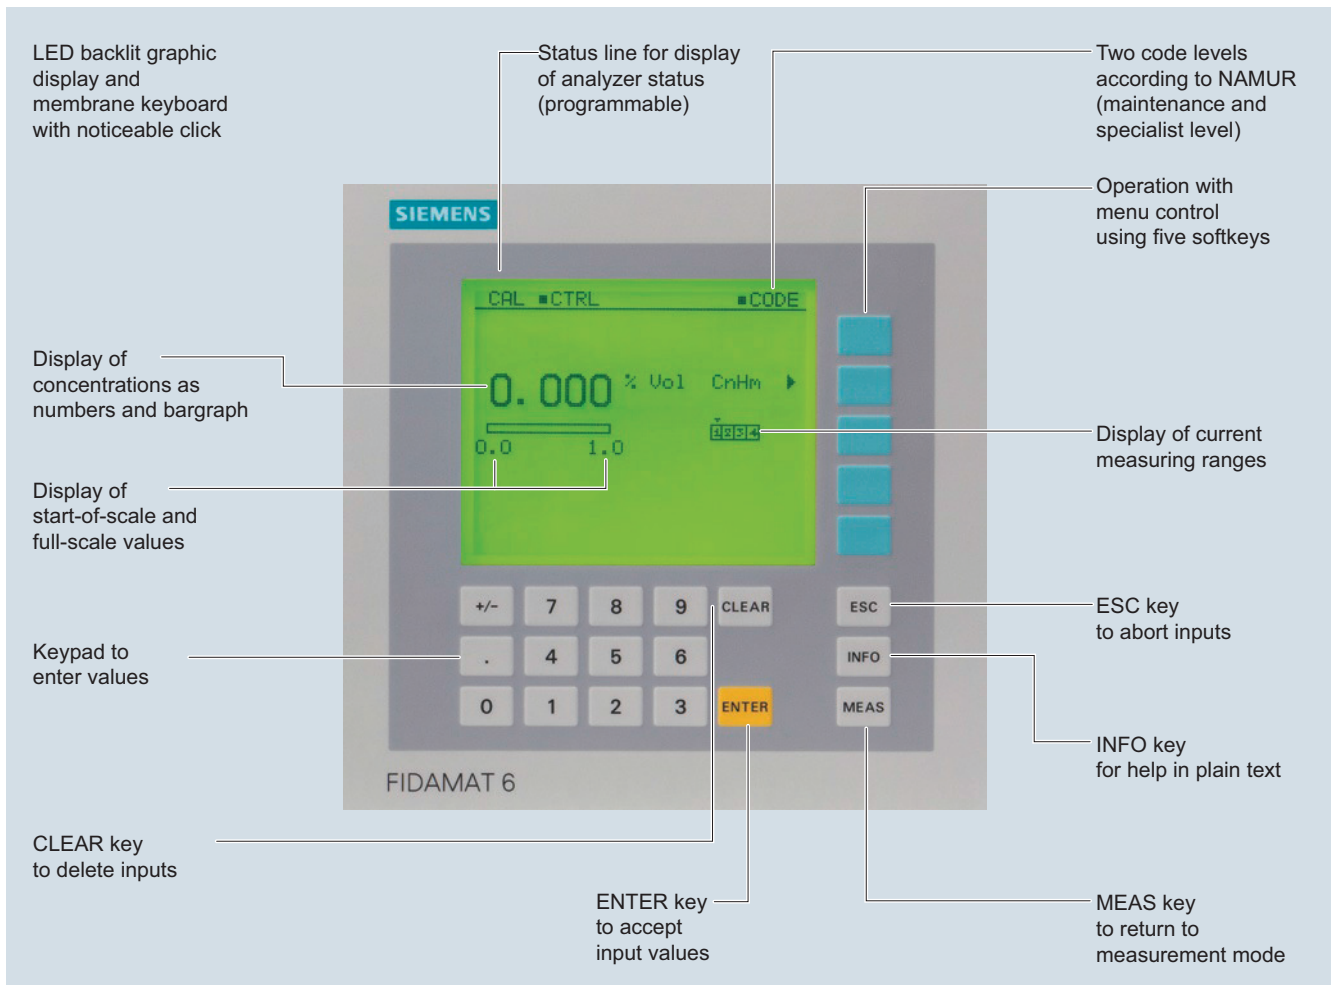 LED backlit graphic
display and
membrane keyboard
with noticeable click
Status line for display
of analyzer status
(programmable)
Two code levels
according to NAMUR
(maintenance and
specialist level)
Operation with
menu control
using five softkeys
SIEMENS
CAL ■CTRL ■CODE
Display of
concentrations as
numbers and bargraph
0.000 % Vol CnHm ▶
1 2 3 4
0.0 1.0
Display of current
measuring ranges
Display of
start-of-scale and
full-scale values
+/- 7 8 9 CLEAR ESC
ESC key
to abort inputs
Keypad to
enter values
. 4 5 6 INFO
0 1 2 3 ENTER MEAS
INFO key
for help in plain text
FIDAMAT 6
CLEAR key
to delete inputs
ENTER key
to accept
input values
MEAS key
to return to
measurement mode